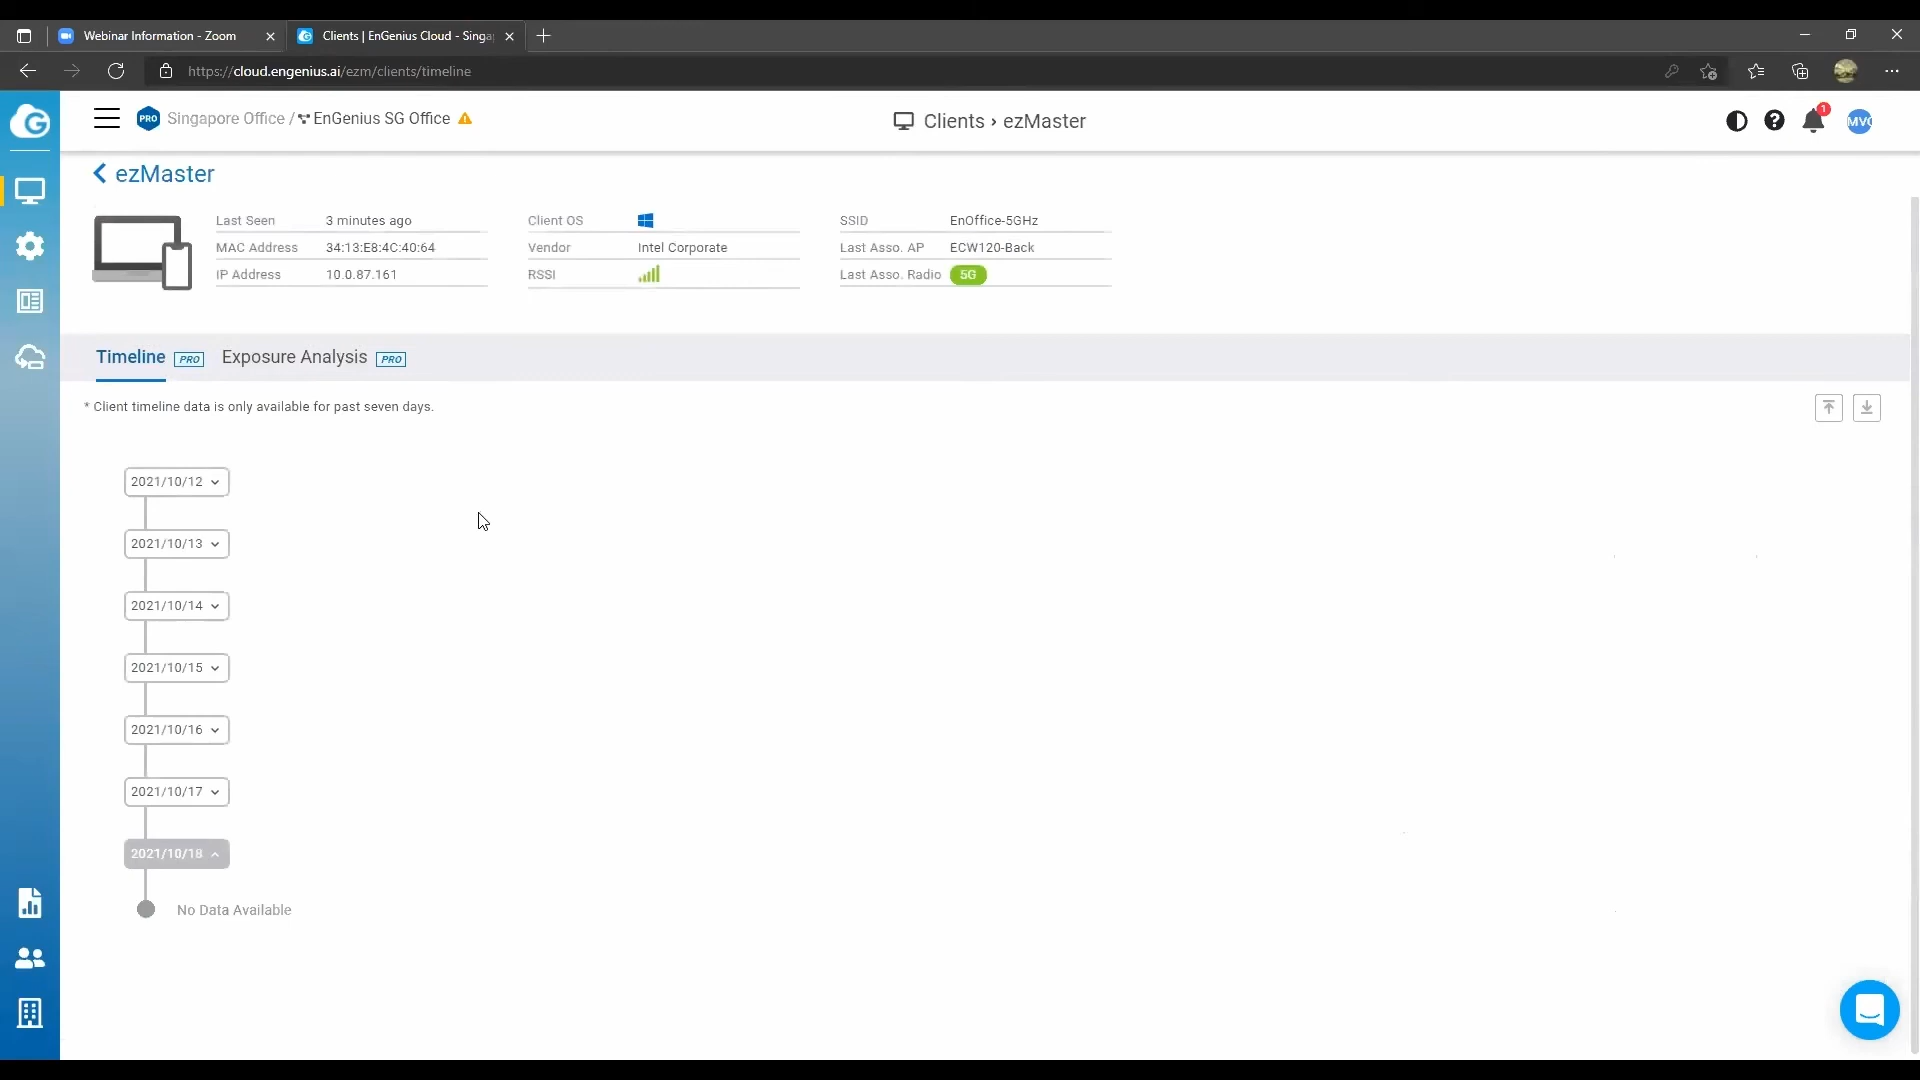 Webinar Information - Zoom
Clients | EnGenius Cloud - Singa
https://cloud.engenius.ai/ezm/clients/timeline
PRO Singapore Office / EnGenius SG Office
Clients › ezMaster
1
MVC
ezMaster
Last Seen 3 minutes ago
MAC Address 34:13:E8:4C:40:64
IP Address 10.0.87.161
Client OS
Vendor Intel Corporate
RSSI
SSID EnOffice-5GHz
Last Asso. AP ECW120-Back
Last Asso. Radio 5G
Timeline PRO Exposure Analysis PRO
* Client timeline data is only available for past seven days.
2021/10/12
2021/10/13
2021/10/14
2021/10/15
2021/10/16
2021/10/17
2021/10/18
No Data Available